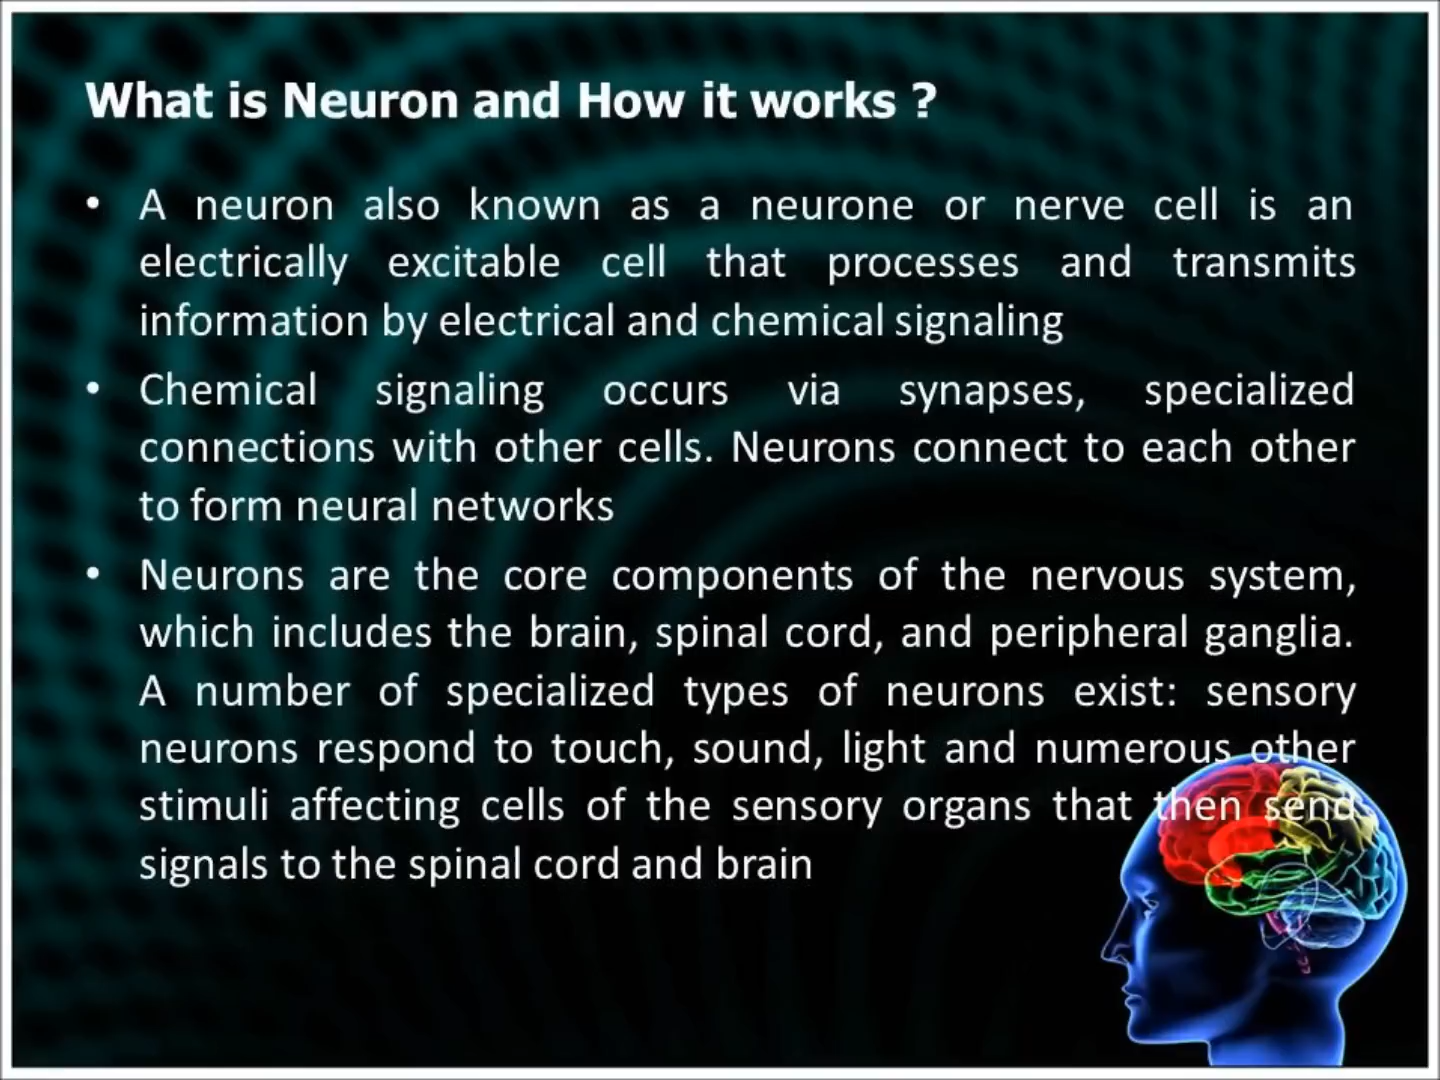 What is Neuron and How it works ?
• A neuron also known as a neurone or nerve cell is an
electrically excitable cell that processes and transmits
information by electrical and chemical signaling
• Chemical signaling occurs via synapses, specialized
connections with other cells. Neurons connect to each other
to form neural networks
• Neurons are the core components of the nervous system,
which includes the brain, spinal cord, and peripheral ganglia.
A number of specialized types of neurons exist: sensory
neurons respond to touch, sound, light and numerous other
stimuli affecting cells of the sensory organs that then send
signals to the spinal cord and brain